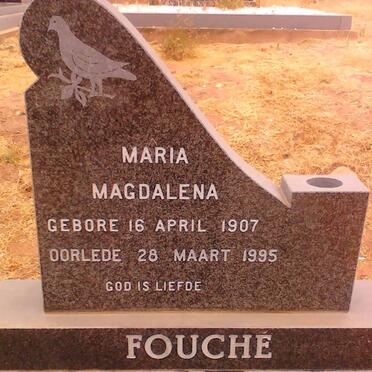 MARIA
MAGDALENA
GEBORE 16 APRIL 1907
OORLEDE 28 MAART 1995
GOD IS LIEFDE
FOUCHÉ